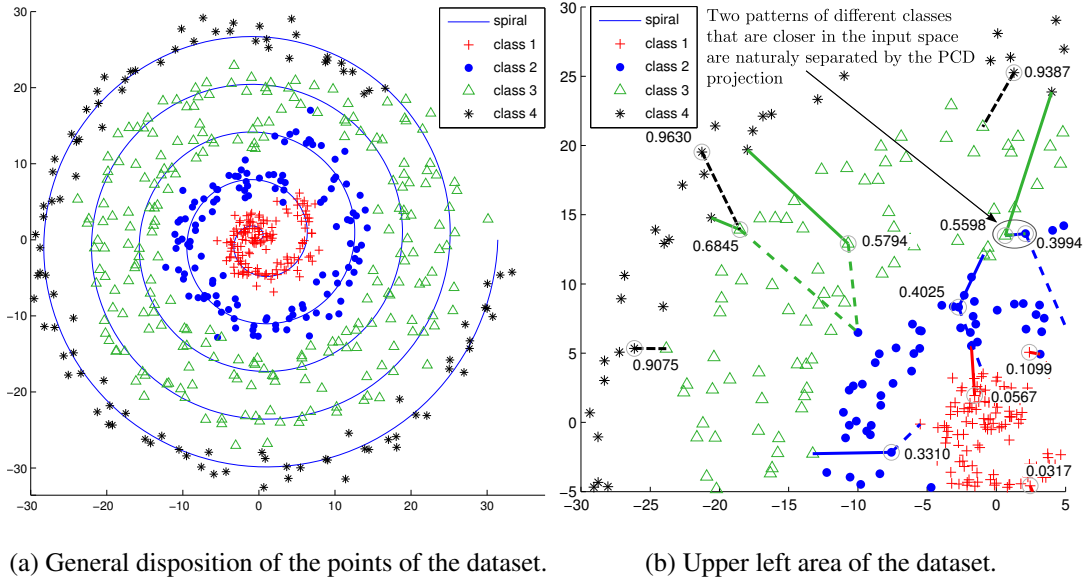 spiral
class 1
class 2
class 3
class 4
30
20
10
0
−10
−20
−30
−30
−20
−10
0
10
20
30
(a) General disposition of the points of the dataset.
spiral
class 1
class 2
class 3
class 4
Two patterns of different classes
that are closer in the input space
are naturaly separated by the PCD
projection
0.9387
0.9630
0.6845
0.5794
0.5598
0.3994
0.4025
0.9075
0.1099
0.0567
0.3310
0.0317
30
25
20
15
10
5
0
−5
−30
−25
−20
−15
−10
−5
0
5
(b) Upper left area of the dataset.